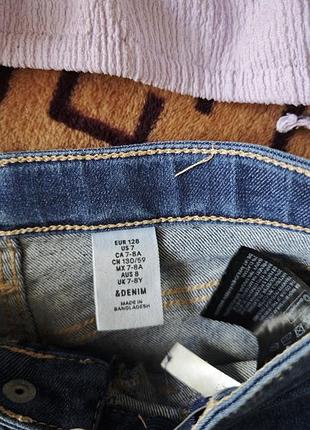 EUR 128
US 7
CA 7-8A
CN 130/59
MX 7-8A
AUS 8
UK 7-8Y
&DENIM
MADE IN
BANGLADESH